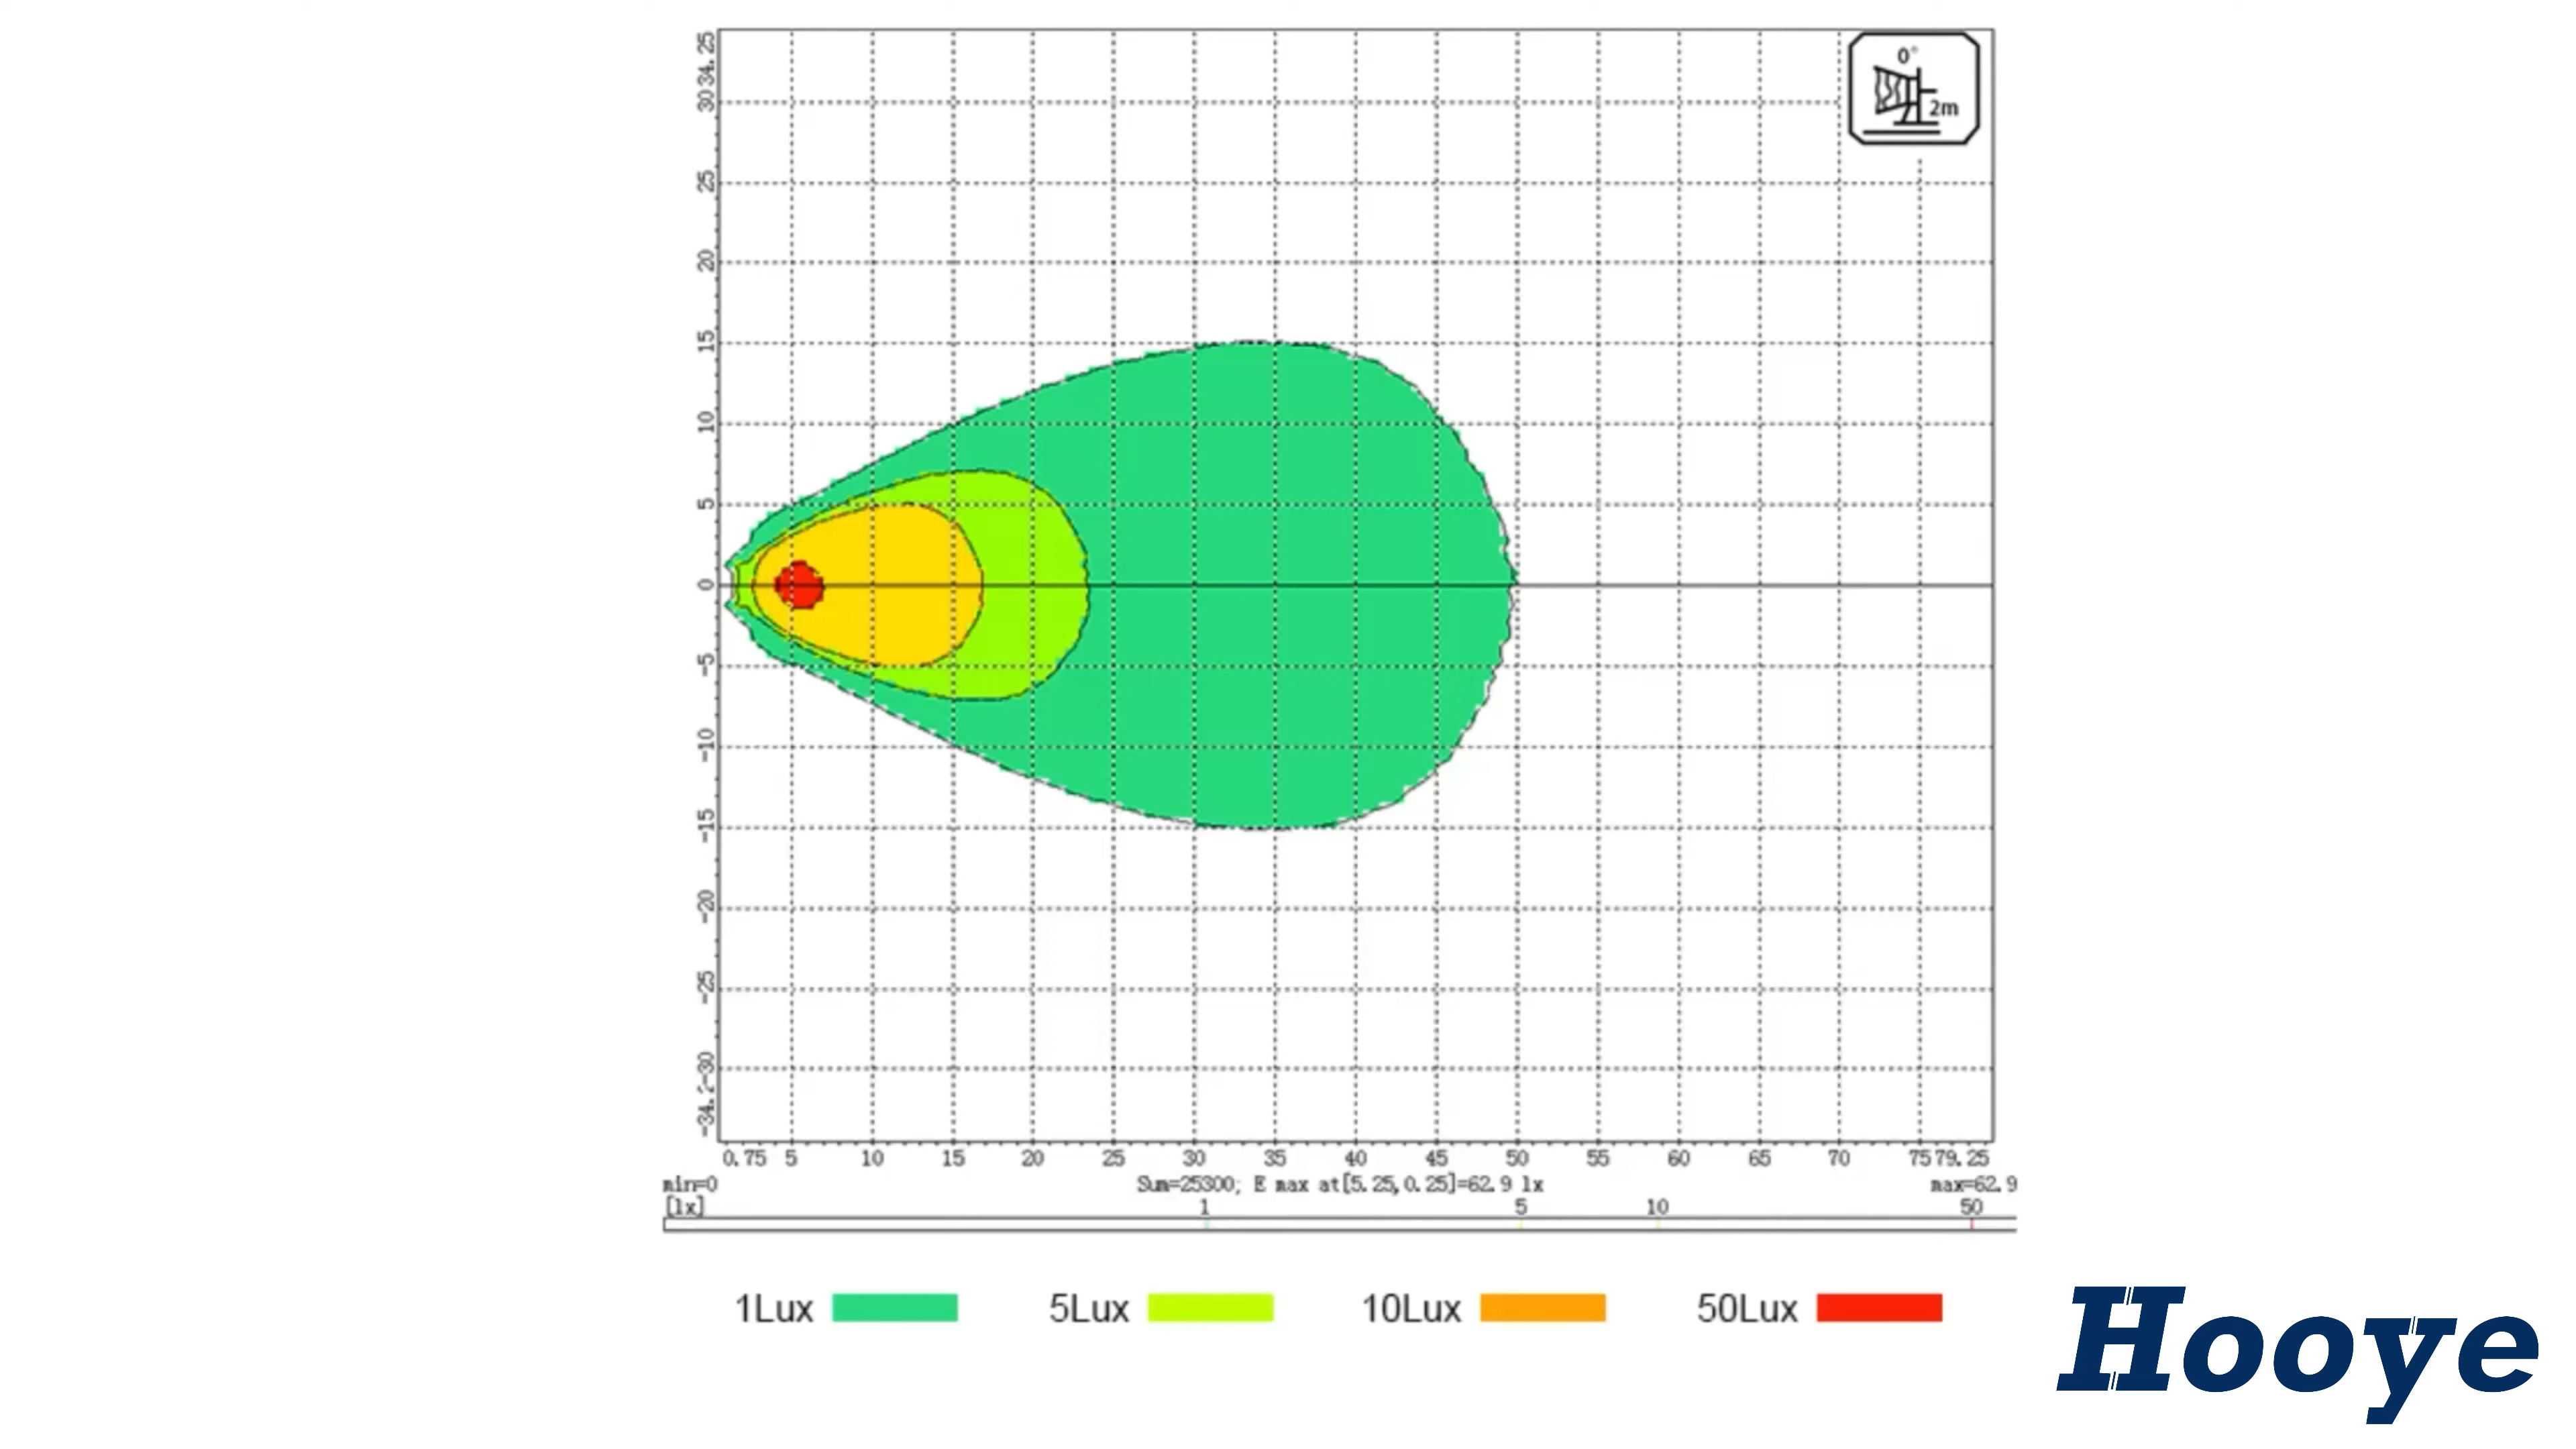 34.25
30
25
20
15
10
5
0
-5
-10
-15
-20
-25
-30
-34.2
0°
2m
0.75 5 10 15 20 25 30 35 40 45 50 55 60 65 70 75 79.25
min=0 Sum=25300; E max at[5.25,0.25]=62.9 lx max=62.9
[lx] 1 5 10 50
1Lux 5Lux 10Lux 50Lux
Hooye